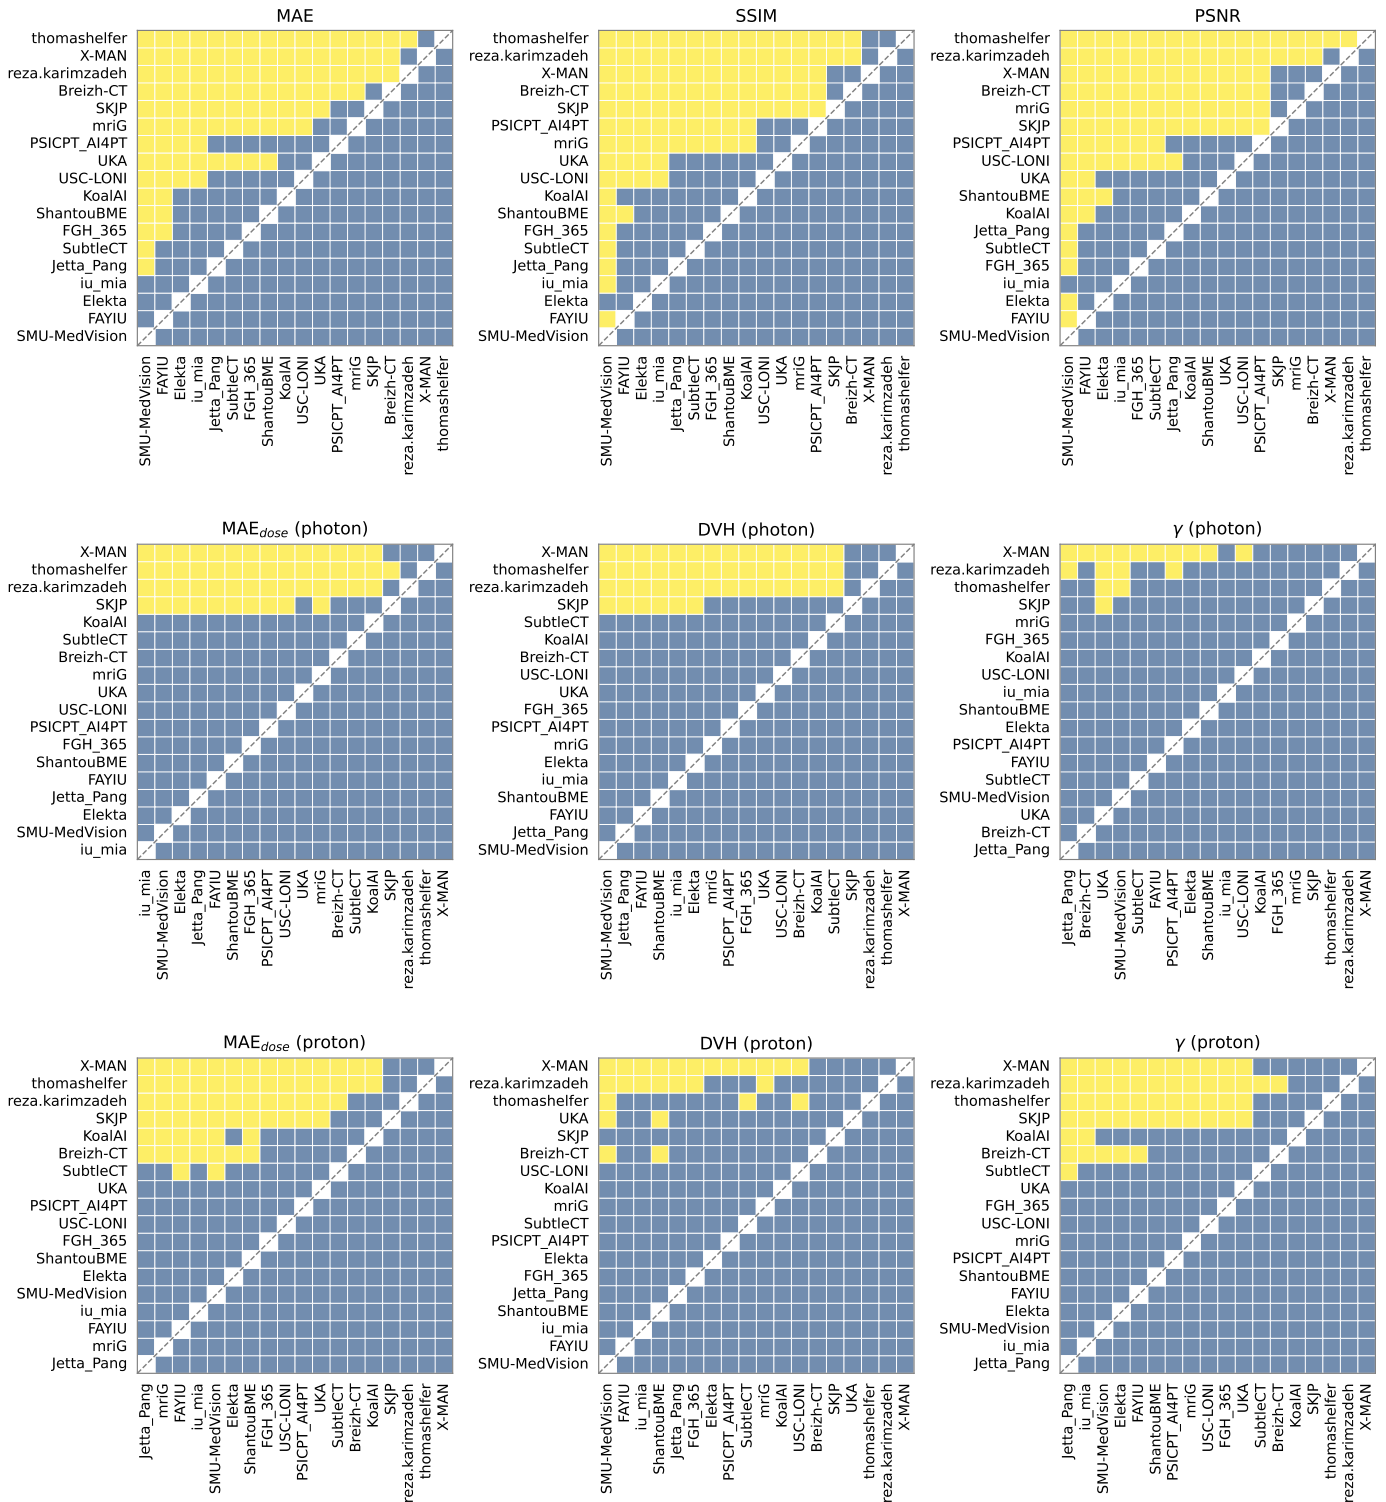 MAE
thomashelfer
X-MAN
reza.karimzadeh
Breizh-CT
SKJP
mriG
PSICPT_AI4PT
UKA
USC-LONI
KoalAI
ShantouBME
FGH_365
SubtleCT
Jetta_Pang
iu_mia
Elekta
FAYIU
SMU-MedVision
SMU-MedVision
FAYIU
Elekta
iu_mia
Jetta_Pang
SubtleCT
FGH_365
ShantouBME
KoalAI
USC-LONI
UKA
PSICPT_AI4PT
mriG
SKJP
Breizh-CT
reza.karimzadeh
X-MAN
thomashelfer
SSIM
thomashelfer
reza.karimzadeh
X-MAN
Breizh-CT
SKJP
PSICPT_AI4PT
mriG
UKA
USC-LONI
KoalAI
ShantouBME
FGH_365
SubtleCT
Jetta_Pang
iu_mia
Elekta
FAYIU
SMU-MedVision
SMU-MedVision
FAYIU
Elekta
iu_mia
Jetta_Pang
SubtleCT
FGH_365
ShantouBME
KoalAI
USC-LONI
UKA
mriG
PSICPT_AI4PT
SKJP
Breizh-CT
X-MAN
reza.karimzadeh
thomashelfer
PSNR
thomashelfer
reza.karimzadeh
X-MAN
Breizh-CT
mriG
SKJP
PSICPT_AI4PT
USC-LONI
UKA
ShantouBME
KoalAI
Jetta_Pang
SubtleCT
FGH_365
iu_mia
Elekta
FAYIU
SMU-MedVision
SMU-MedVision
FAYIU
Elekta
iu_mia
FGH_365
SubtleCT
Jetta_Pang
KoalAI
ShantouBME
UKA
USC-LONI
PSICPT_AI4PT
SKJP
mriG
Breizh-CT
X-MAN
reza.karimzadeh
thomashelfer
MAE_dose (photon)
X-MAN
thomashelfer
reza.karimzadeh
SKJP
KoalAI
SubtleCT
Breizh-CT
mriG
UKA
USC-LONI
PSICPT_AI4PT
FGH_365
ShantouBME
FAYIU
Jetta_Pang
Elekta
SMU-MedVision
iu_mia
iu_mia
SMU-MedVision
Elekta
Jetta_Pang
FAYIU
ShantouBME
FGH_365
PSICPT_AI4PT
USC-LONI
UKA
mriG
Breizh-CT
SubtleCT
KoalAI
SKJP
reza.karimzadeh
thomashelfer
X-MAN
DVH (photon)
X-MAN
thomashelfer
reza.karimzadeh
SKJP
SubtleCT
KoalAI
Breizh-CT
USC-LONI
UKA
FGH_365
PSICPT_AI4PT
mriG
Elekta
iu_mia
ShantouBME
FAYIU
Jetta_Pang
SMU-MedVision
SMU-MedVision
Jetta_Pang
FAYIU
ShantouBME
iu_mia
Elekta
mriG
PSICPT_AI4PT
FGH_365
UKA
USC-LONI
Breizh-CT
KoalAI
SubtleCT
SKJP
reza.karimzadeh
thomashelfer
X-MAN
γ (photon)
X-MAN
reza.karimzadeh
thomashelfer
SKJP
mriG
FGH_365
KoalAI
USC-LONI
iu_mia
ShantouBME
Elekta
PSICPT_AI4PT
FAYIU
SubtleCT
SMU-MedVision
UKA
Breizh-CT
Jetta_Pang
Jetta_Pang
Breizh-CT
UKA
SMU-MedVision
SubtleCT
FAYIU
PSICPT_AI4PT
Elekta
ShantouBME
iu_mia
USC-LONI
KoalAI
FGH_365
mriG
SKJP
thomashelfer
reza.karimzadeh
X-MAN
MAE_dose (proton)
X-MAN
thomashelfer
reza.karimzadeh
SKJP
KoalAI
Breizh-CT
SubtleCT
UKA
PSICPT_AI4PT
USC-LONI
FGH_365
ShantouBME
Elekta
SMU-MedVision
iu_mia
FAYIU
mriG
Jetta_Pang
Jetta_Pang
mriG
FAYIU
iu_mia
SMU-MedVision
Elekta
ShantouBME
FGH_365
USC-LONI
PSICPT_AI4PT
UKA
SubtleCT
Breizh-CT
KoalAI
SKJP
reza.karimzadeh
thomashelfer
X-MAN
DVH (proton)
X-MAN
reza.karimzadeh
thomashelfer
UKA
SKJP
Breizh-CT
USC-LONI
KoalAI
mriG
SubtleCT
PSICPT_AI4PT
Elekta
FGH_365
Jetta_Pang
ShantouBME
iu_mia
FAYIU
SMU-MedVision
SMU-MedVision
FAYIU
iu_mia
ShantouBME
Jetta_Pang
FGH_365
Elekta
PSICPT_AI4PT
SubtleCT
mriG
KoalAI
USC-LONI
Breizh-CT
SKJP
UKA
thomashelfer
reza.karimzadeh
X-MAN
γ (proton)
X-MAN
reza.karimzadeh
thomashelfer
SKJP
KoalAI
Breizh-CT
SubtleCT
UKA
FGH_365
USC-LONI
mriG
PSICPT_AI4PT
ShantouBME
FAYIU
Elekta
SMU-MedVision
iu_mia
Jetta_Pang
Jetta_Pang
iu_mia
SMU-MedVision
Elekta
FAYIU
ShantouBME
PSICPT_AI4PT
mriG
USC-LONI
FGH_365
UKA
SubtleCT
Breizh-CT
KoalAI
SKJP
thomashelfer
reza.karimzadeh
X-MAN